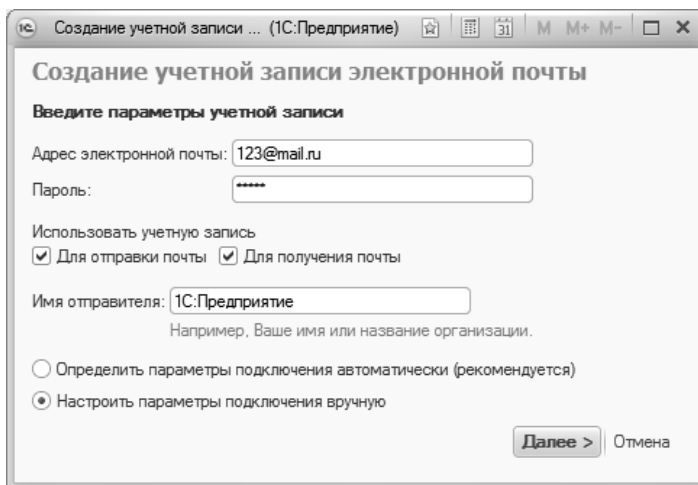 1С Создание учетной записи ... (1С:Предприятие) 31 M M+ M-
Создание учетной записи электронной почты
Введите параметры учетной записи
Адрес электронной почты: 123@mail.ru
Пароль: *****
Использовать учетную запись
Для отправки почты Для получения почты
Имя отправителя: 1С:Предприятие
Например, Ваше имя или название организации.
Определить параметры подключения автоматически (рекомендуется)
Настроить параметры подключения вручную
Далее > Отмена